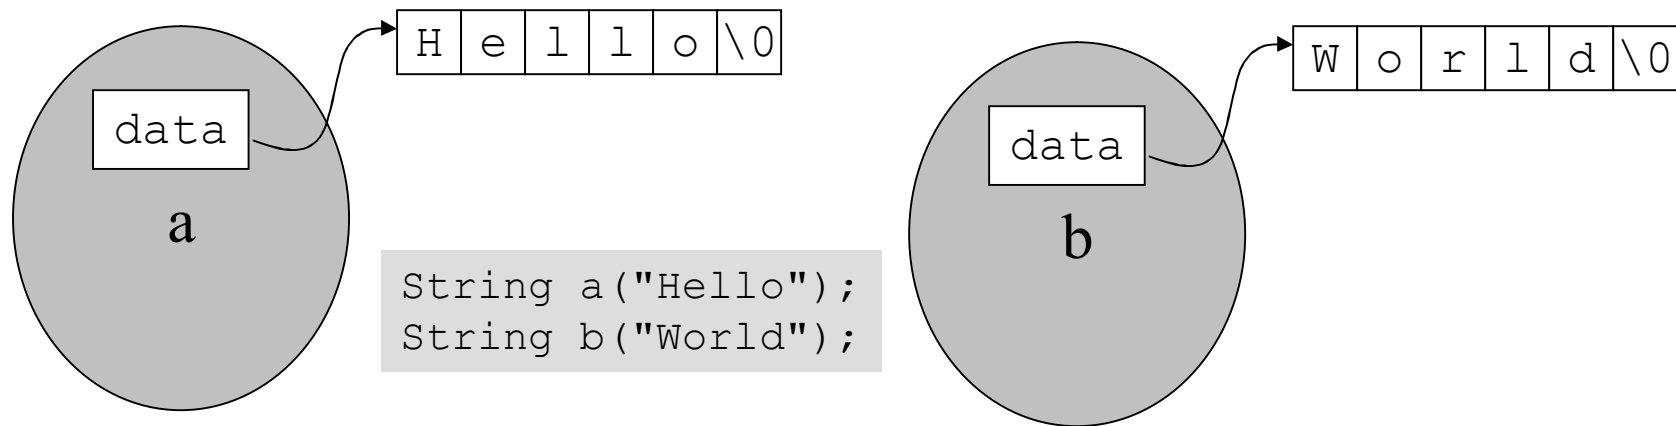 H e l l o \0
data
a
String a("Hello");
String b("World");
W o r l d \0
data
b